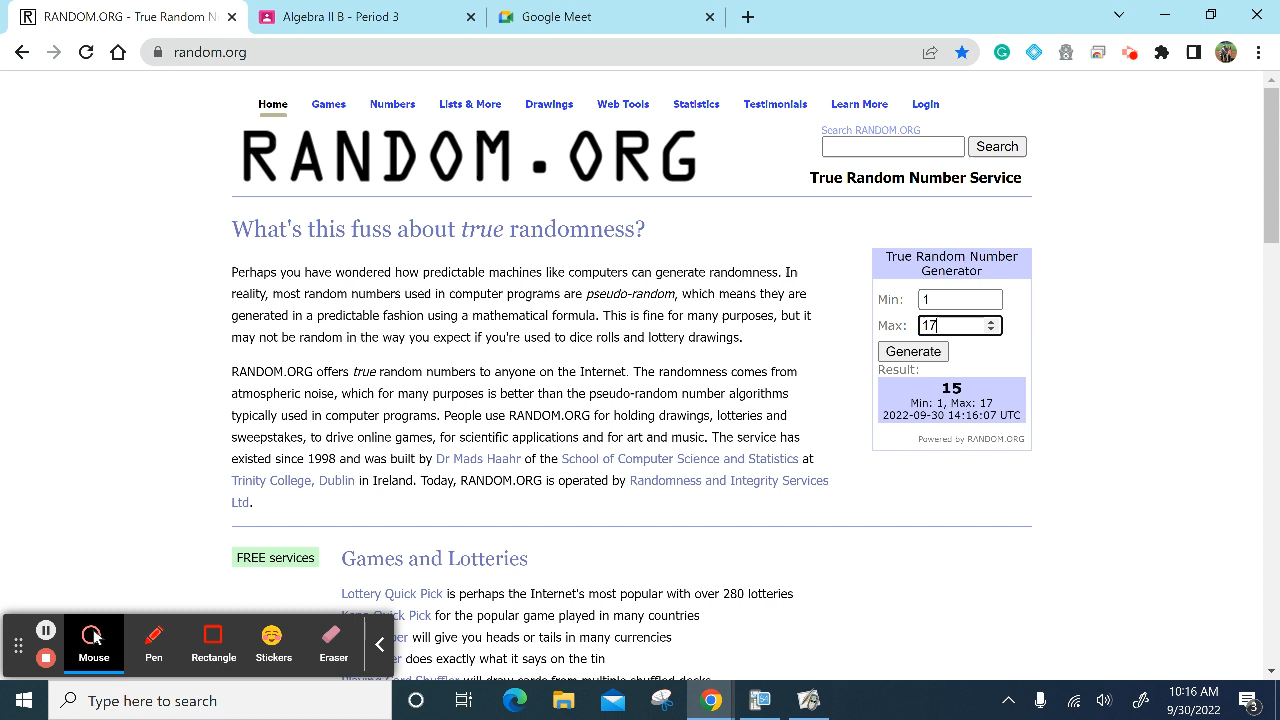 RANDOM.ORG - True Random N
Algebra II B - Period 3
Google Meet
random.org
Home Games Numbers Lists & More Drawings Web Tools Statistics Testimonials Learn More Login
RANDOM.ORG
Search RANDOM.ORG
Search
True Random Number Service
What's this fuss about true randomness?
Perhaps you have wondered how predictable machines like computers can generate randomness. In
reality, most random numbers used in computer programs are pseudo-random, which means they are
generated in a predictable fashion using a mathematical formula. This is fine for many purposes, but it
may not be random in the way you expect if you're used to dice rolls and lottery drawings.
RANDOM.ORG offers true random numbers to anyone on the Internet. The randomness comes from
atmospheric noise, which for many purposes is better than the pseudo-random number algorithms
typically used in computer programs. People use RANDOM.ORG for holding drawings, lotteries and
sweepstakes, to drive online games, for scientific applications and for art and music. The service has
existed since 1998 and was built by Dr Mads Haahr of the School of Computer Science and Statistics at
Trinity College, Dublin in Ireland. Today, RANDOM.ORG is operated by Randomness and Integrity Services
Ltd.
True Random Number
Generator
Min: 1
Max: 17
Generate
Result:
15
Min: 1, Max: 17
2022-09-30 14:16:07 UTC
Powered by RANDOM.ORG
FREE services
Games and Lotteries
Lottery Quick Pick is perhaps the Internet's most popular with over 280 lotteries
Quick Pick for the popular game played in many countries
will give you heads or tails in many currencies
does exactly what it says on the tin
will draw cards from multiple shuffled decks
Mouse Pen Rectangle Stickers Eraser
Type here to search
10:16 AM
9/30/2022
3